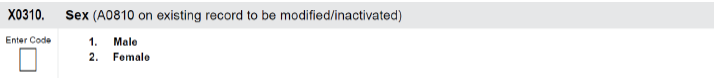 X0310. Sex (A0810 on existing record to be modified/inactivated)
Enter Code
1. Male
2. Female